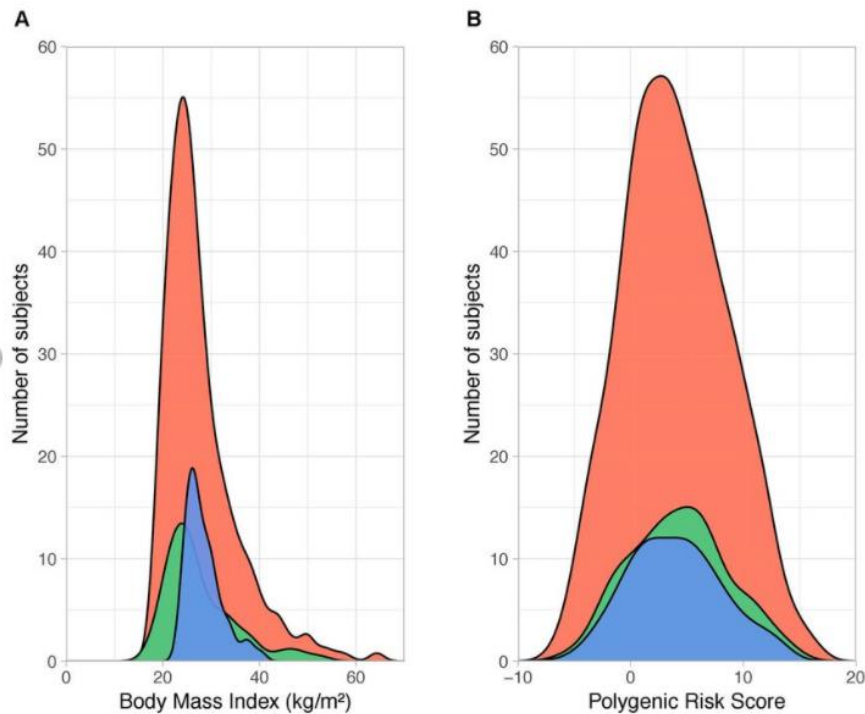 A
60
50
40
30
20
10
0
Number of subjects
0 20 40 60
Body Mass Index (kg/m²)
B
60
50
40
30
20
10
0
Number of subjects
−10 0 10 20
Polygenic Risk Score